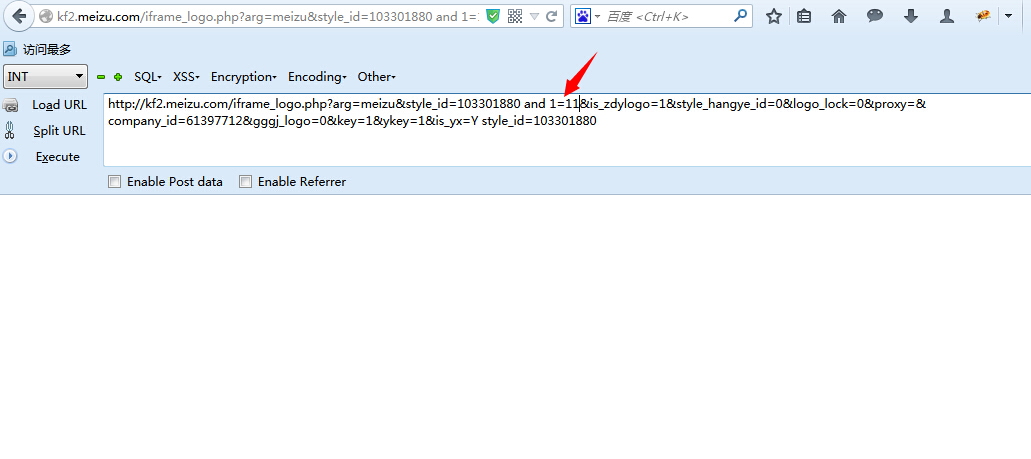 kf2.meizu.com/iframe_logo.php?arg=meizu&style_id=103301880 and 1=
百度 <Ctrl+K>
访问最多
INT SQL XSS Encryption Encoding Other
Load URL
http://kf2.meizu.com/iframe_logo.php?arg=meizu&style_id=103301880 and 1=11&is_zdylogo=1&style_hangye_id=0&logo_lock=0&proxy=&
company_id=61397712&gggj_logo=0&key=1&ykey=1&is_yx=Y style_id=103301880
Split URL
Execute
Enable Post data Enable Referrer